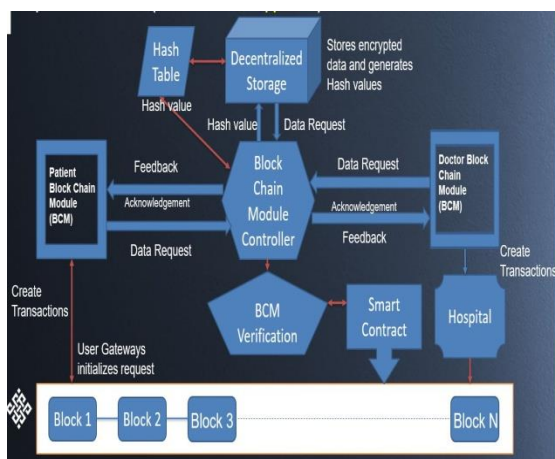 Hash
Table
Decentralized
Storage
Stores encrypted
data and generates
Hash values
Hash value
Hash value
Data Request
Patient
Block Chain
Module
(BCM)
Feedback
Acknowledgement
Data Request
Block
Chain
Module
Controller
Data Request
Acknowledgement
Feedback
Doctor Block
Chain
Module
(BCM)
Create
Transactions
Create
Transactions
User Gateways
initializes request
BCM
Verification
Smart
Contract
Hospital
Block 1
Block 2
Block 3
Block N